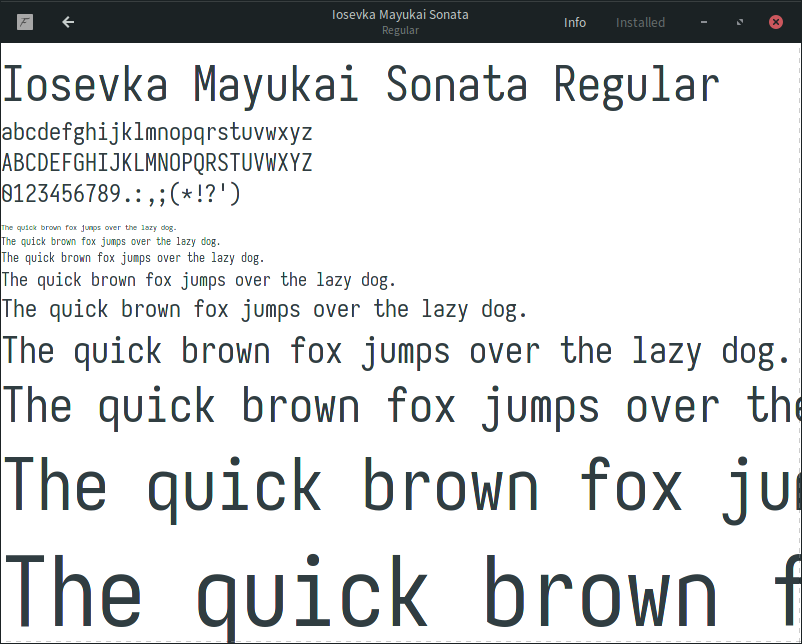 Iosevka Mayukai Sonata
Regular
Info
Installed
Iosevka Mayukai Sonata Regular
abcdefghijklmnopqrstuvwxyz
ABCDEFGHIJKLMNOPQRSTUVWXYZ
0123456789.:,;(*!?')
The quick brown fox jumps over the lazy dog.
The quick brown fox jumps over the lazy dog.
The quick brown fox jumps over the lazy dog.
The quick brown fox jumps over the lazy dog.
The quick brown fox jumps over the lazy dog.
The quick brown fox jumps over the lazy dog.
The quick brown fox jumps over the
The quick brown fox ju
The quick brown f